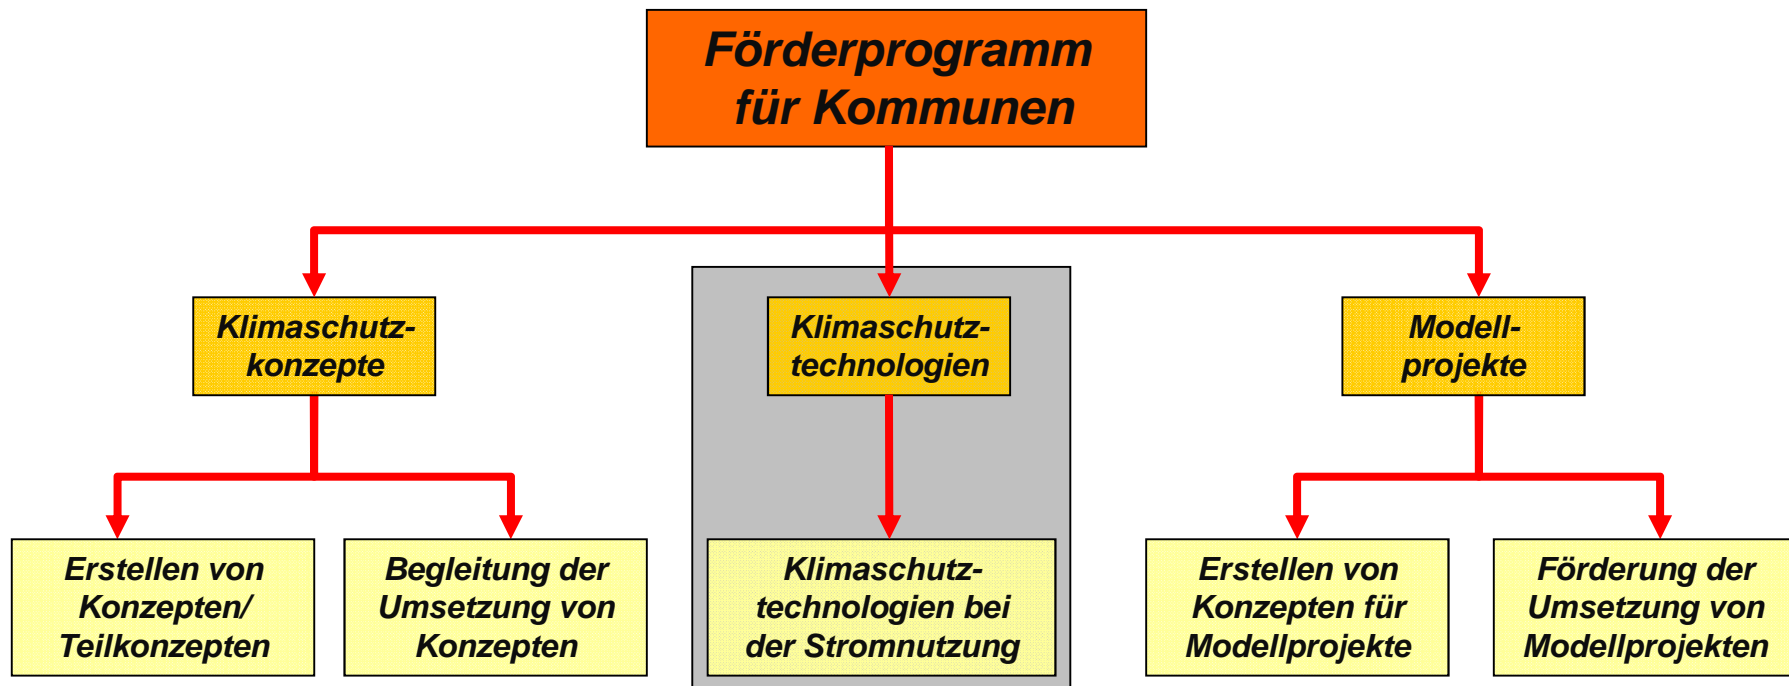 Förderprogramm
für Kommunen
Klimaschutz-
konzepte
Klimaschutz-
technologien
Modell-
projekte
Erstellen von
Konzepten/
Teilkonzepten
Begleitung der
Umsetzung von
Konzepten
Klimaschutz-
technologien bei
der Stromnutzung
Erstellen von
Konzepten für
Modellprojekte
Förderung der
Umsetzung von
Modellprojekten